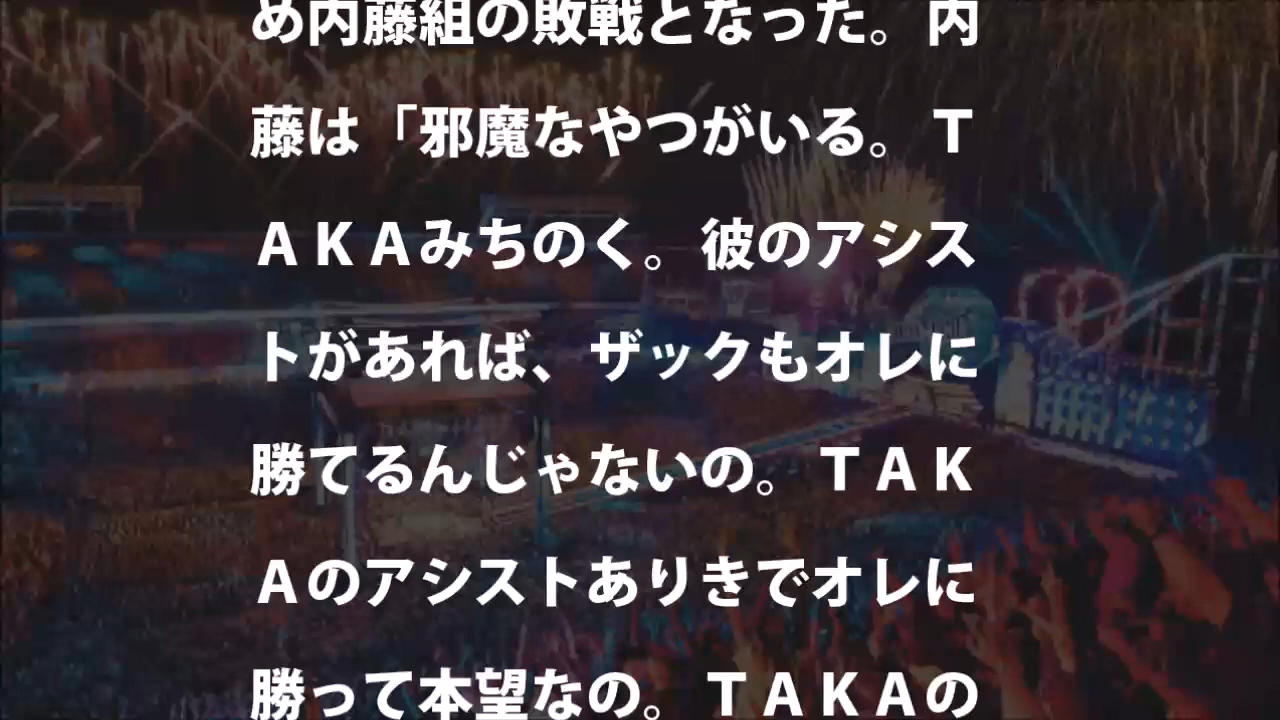 め内藤組の敗戦となった。内
藤は「邪魔なやつがいる。Ｔ
ＡＫＡみちのく。彼のアシス
トがあれば、ザックもオレに
勝てるんじゃないの。ＴＡＫ
Ａのアシストありきでオレに
勝って本望なの。ＴＡＫＡの